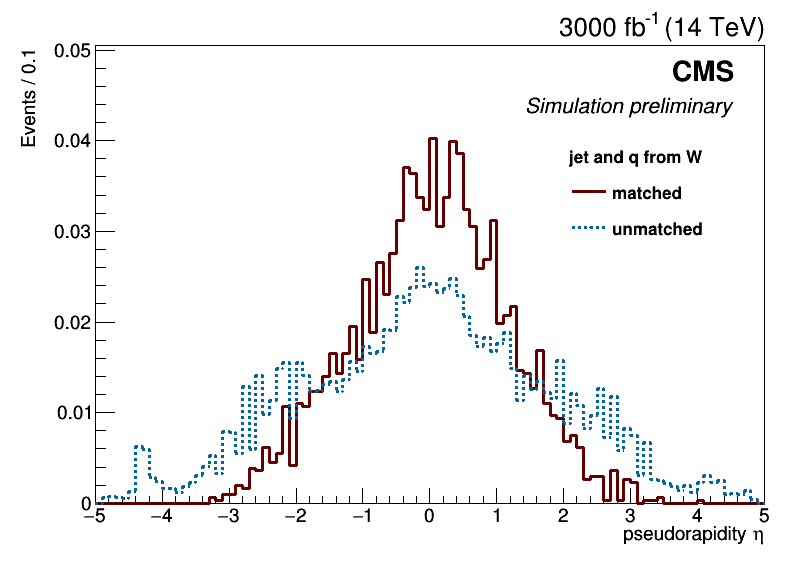 3000 fb-1 (14 TeV)
Events / 0.1
0.05
0.04
0.03
0.02
0.01
0
CMS
Simulation preliminary
jet and q from W
matched
unmatched
−5 −4 −3 −2 −1 0 1 2 3 4 5
pseudorapidity η